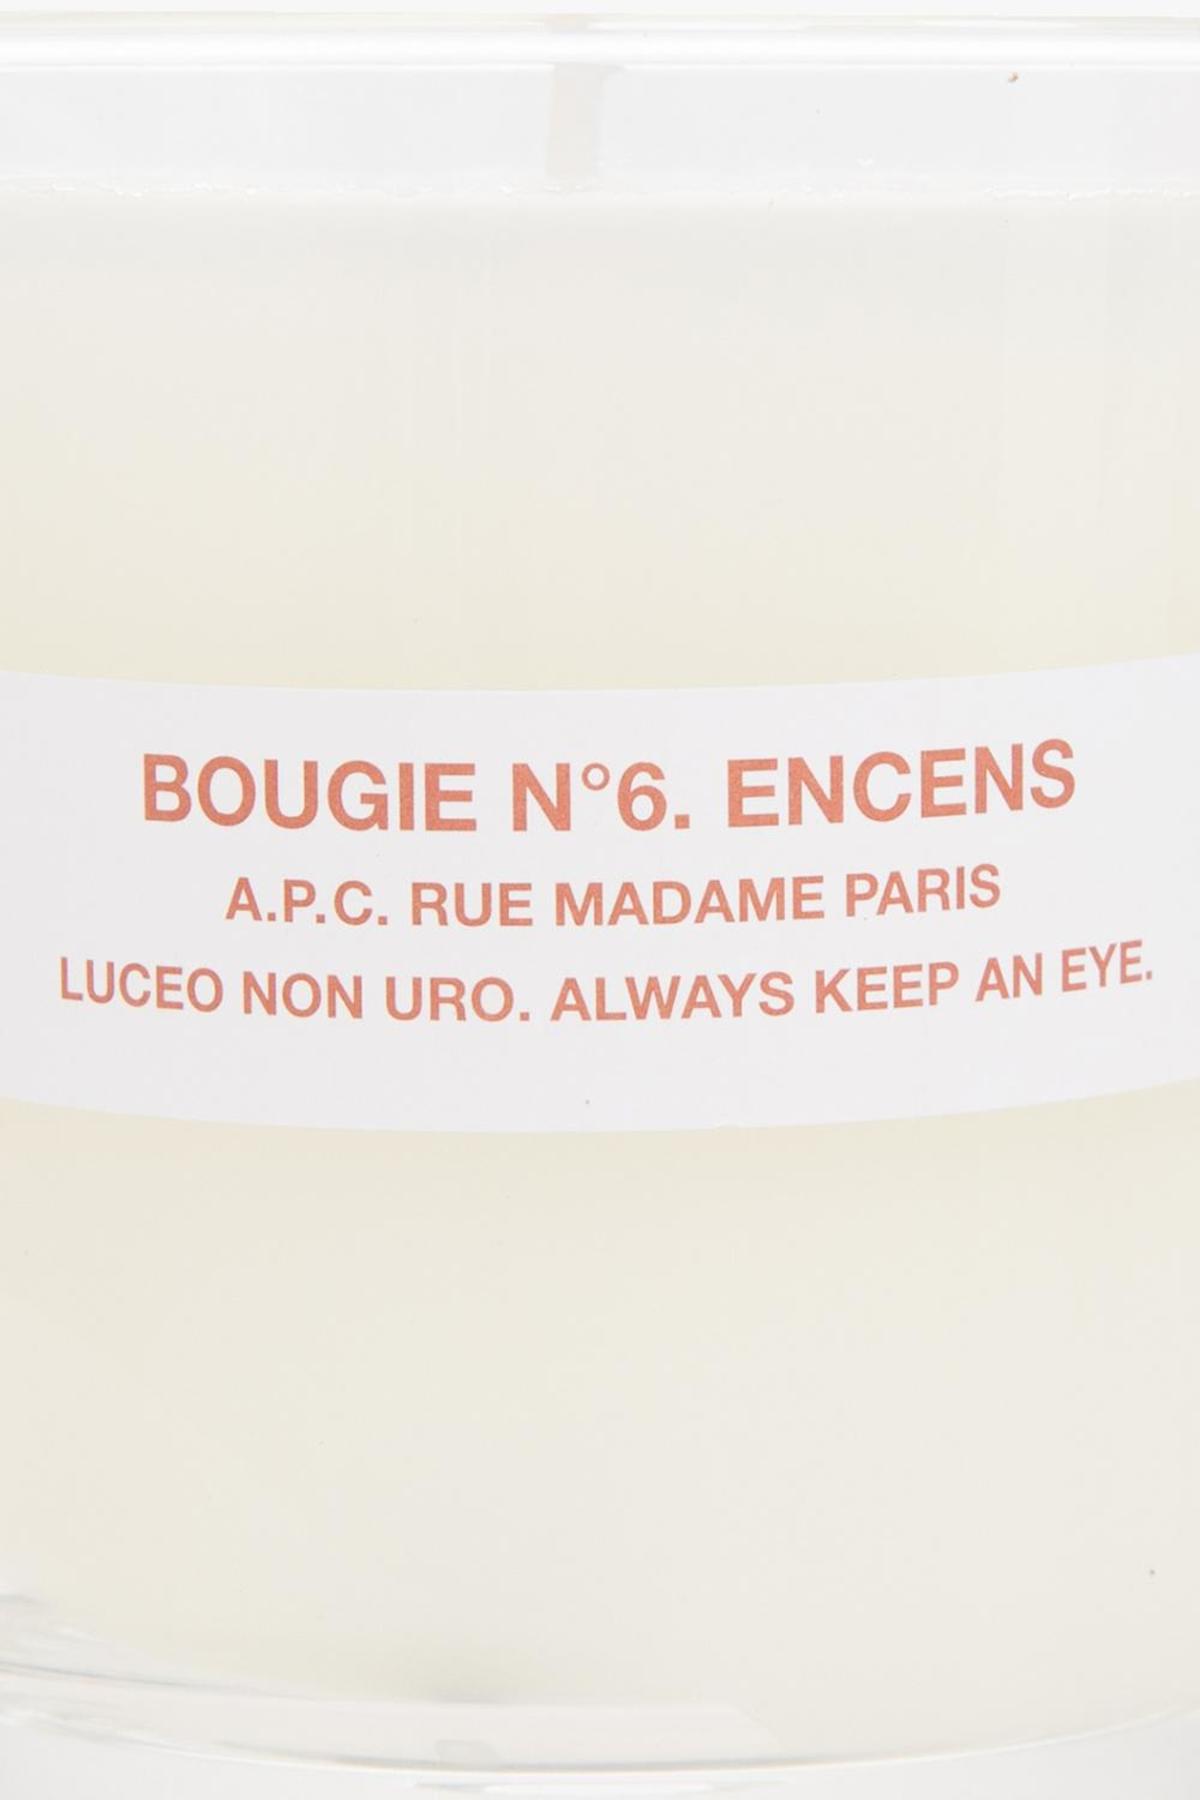 BOUGIE N°6. ENCENS
A.P.C. RUE MADAME PARIS
LUCEO NON URO. ALWAYS KEEP AN EYE.